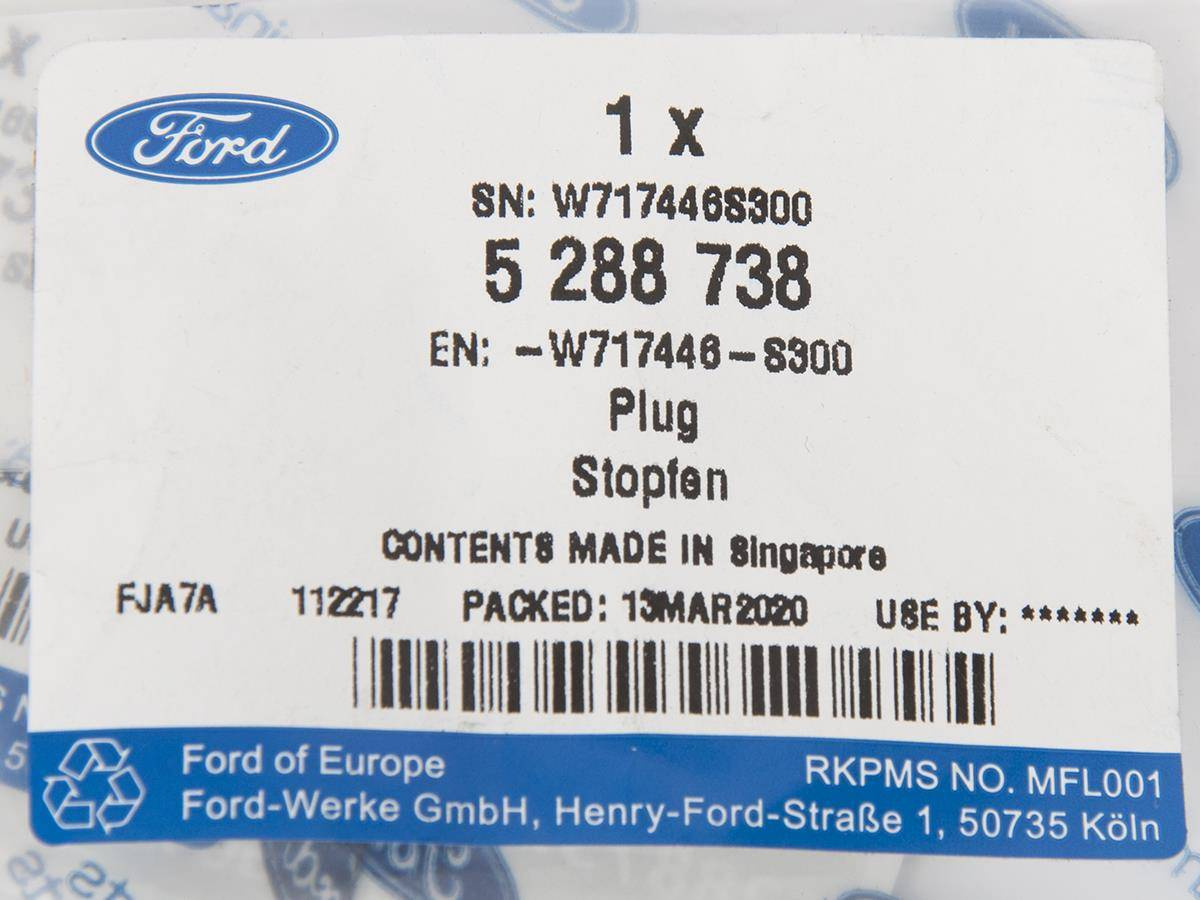 Ford
1 x
SN: W717446S300
5 288 738
EN: -W717446-S300
Plug
Stopfen
CONTENTS MADE IN Singapore
FJA7A 112217 PACKED: 13MAR2020 USE BY: *******
Ford of Europe RKPMS NO. MFL001
Ford-Werke GmbH, Henry-Ford-Straße 1, 50735 Köln